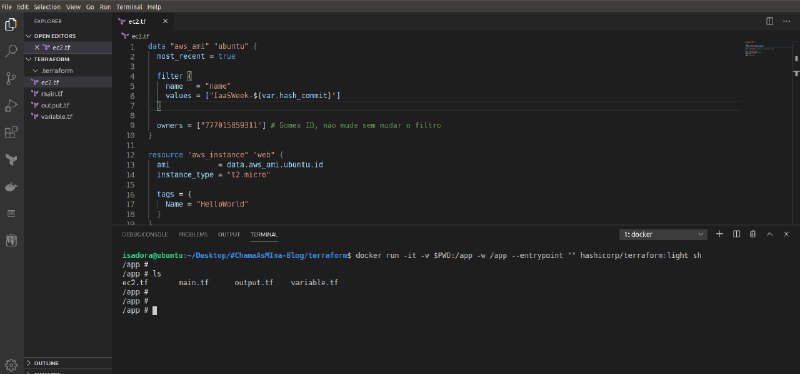 File Edit Selection View Go Run Terminal Help
EXPLORER
OPEN EDITORS
ec2.tf
TERRAFORM
.terraform
ec2.tf
main.tf
output.tf
variable.tf
OUTLINE
ec2.tf
ec2.tf
1 data "aws_ami" "ubuntu" {
2 most_recent = true
3
4 filter {
5 name = "name"
6 values = ["IaaSWeek-${var.hash_commit}"]
7 }
8
9 owners = ["777015859311"] # Gomex ID, não mude sem mudar o filtro
10 }
11
12 resource "aws_instance" "web" {
13 ami = data.aws_ami.ubuntu.id
14 instance_type = "t2.micro"
15
16 tags = {
17 Name = "HelloWorld"
18 }
19 }
DEBUG CONSOLE PROBLEMS OUTPUT TERMINAL
1: docker
isadora@ubuntu:~/Desktop/#ChamaAsMIna-Blog/terraform$ docker run -it -v $PWD:/app -w /app --entrypoint "" hashicorp/terraform:light sh
/app #
/app # ls
ec2.tf main.tf output.tf variable.tf
/app #
/app #
/app #